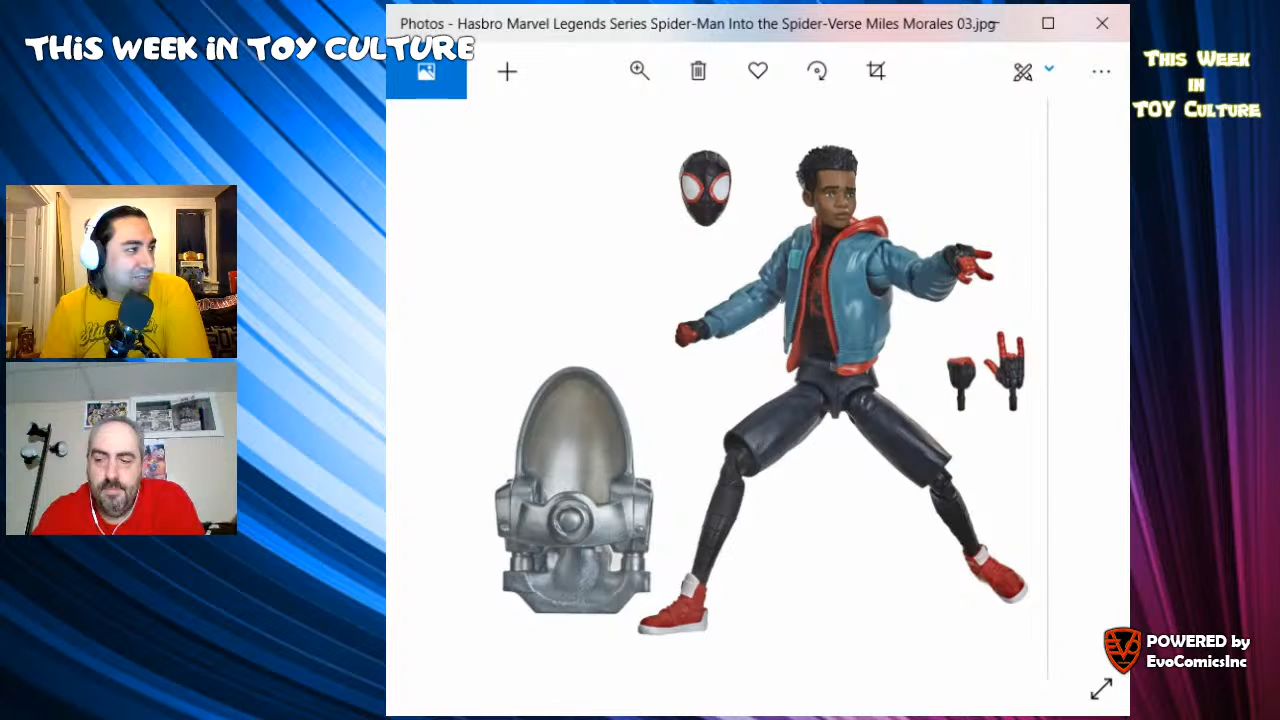 Photos - Hasbro Marvel Legends Series Spider-Man Into the Spider-Verse Miles Morales 03.jpg
THIS WEEK IN TOY CULTURE
This Week
in
TOY Culture
POWERED by
EvoComicsInc
EVO